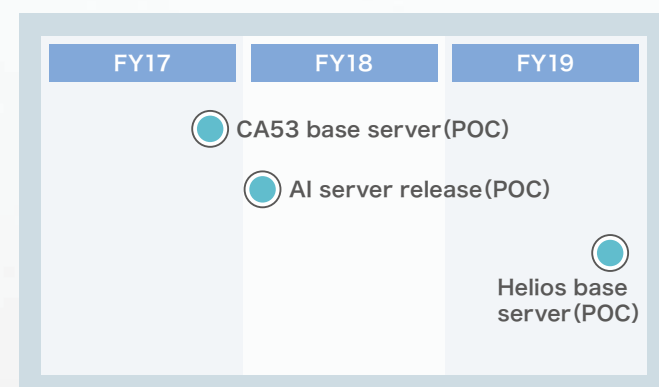 FY17 FY18 FY19
CA53 base server(POC)
AI server release(POC)
Helios base
server(POC)